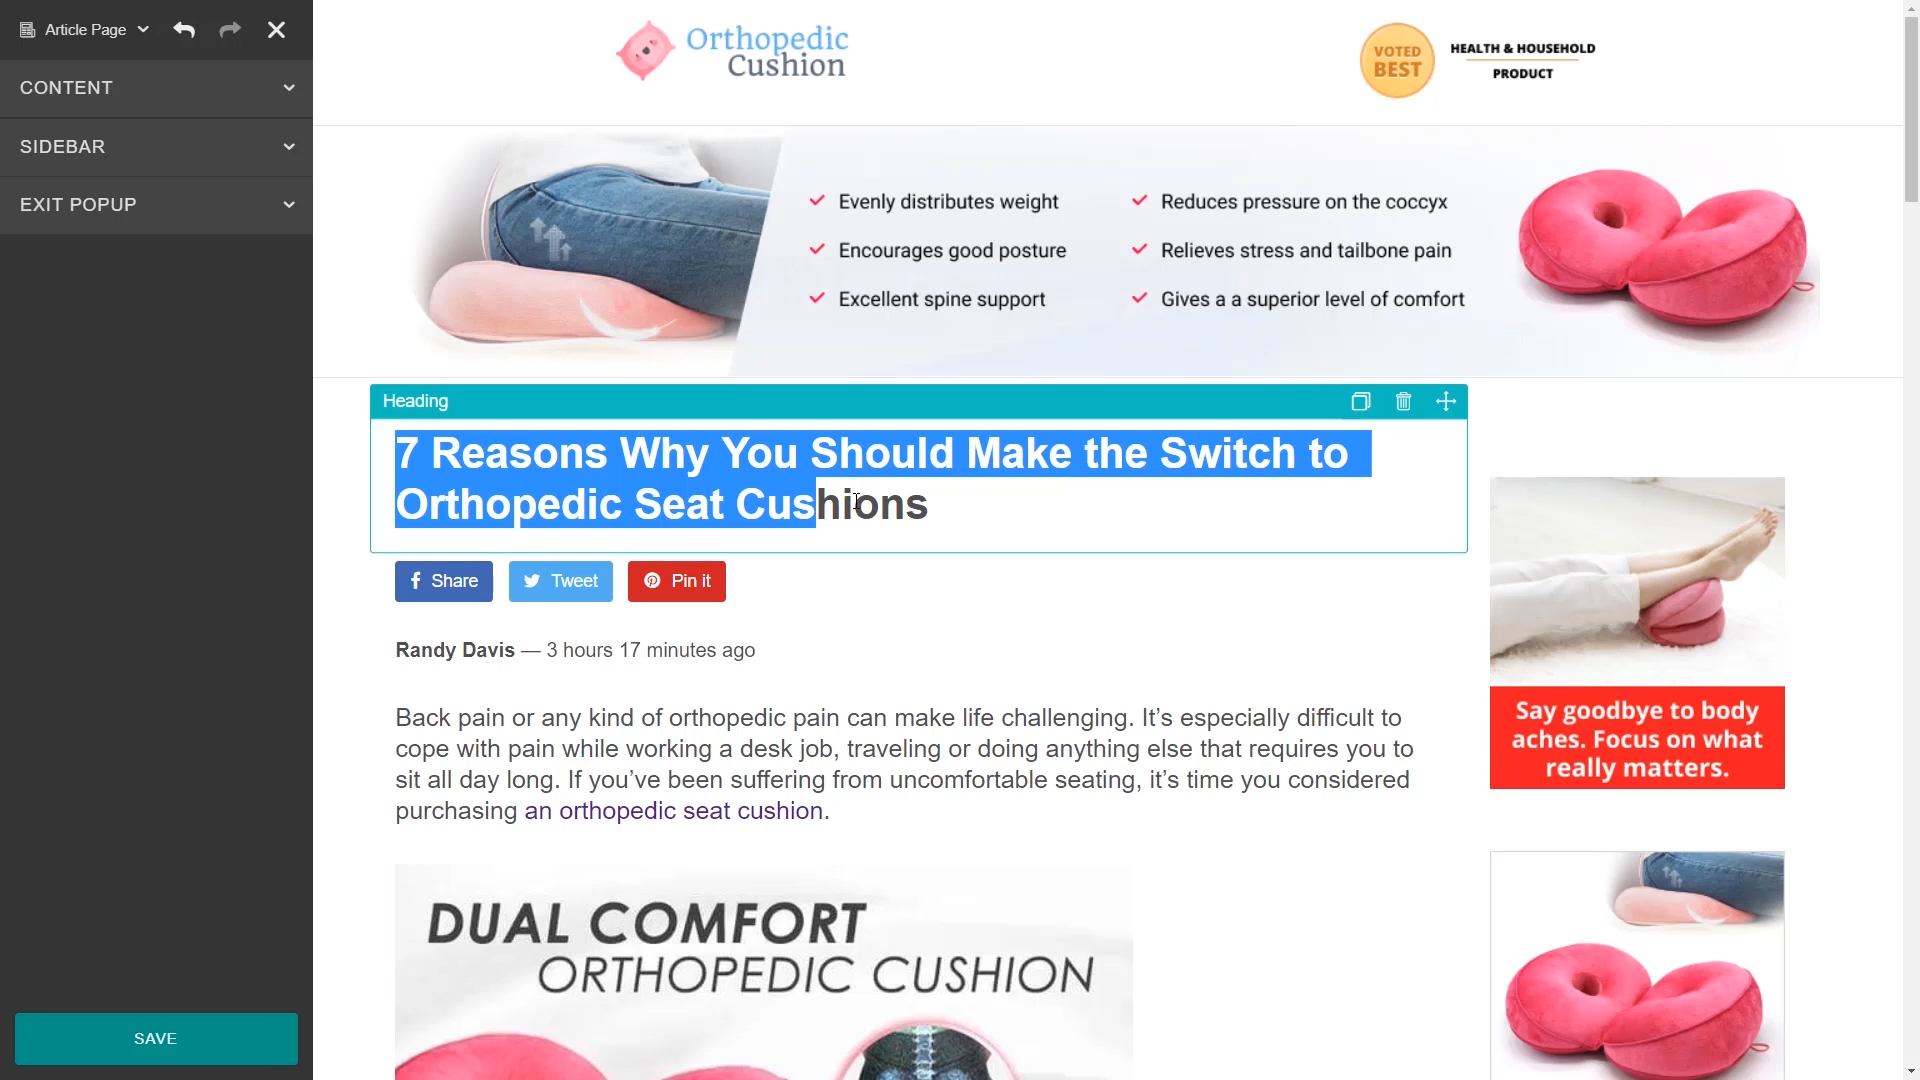 Article Page
CONTENT
SIDEBAR
EXIT POPUP
SAVE
Orthopedic
Cushion
VOTED
BEST
HEALTH & HOUSEHOLD
PRODUCT
Evenly distributes weight
Encourages good posture
Excellent spine support
Reduces pressure on the coccyx
Relieves stress and tailbone pain
Gives a a superior level of comfort
Heading
7 Reasons Why You Should Make the Switch to
Orthopedic Seat Cushions
Share
Tweet
Pin it
Randy Davis — 3 hours 17 minutes ago
Back pain or any kind of orthopedic pain can make life challenging. It’s especially difficult to
cope with pain while working a desk job, traveling or doing anything else that requires you to
sit all day long. If you’ve been suffering from uncomfortable seating, it’s time you considered
purchasing an orthopedic seat cushion.
DUAL COMFORT
ORTHOPEDIC CUSHION
Say goodbye to body
aches. Focus on what
really matters.